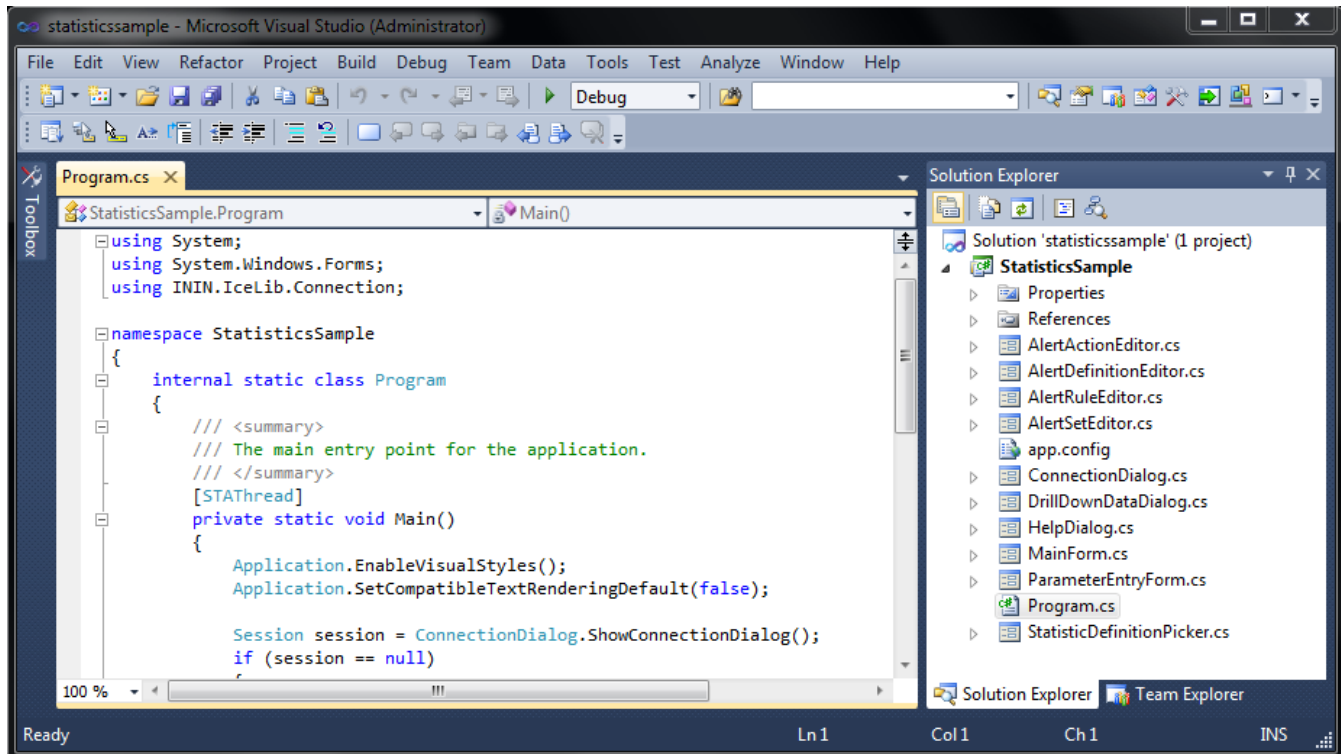 statisticssample - Microsoft Visual Studio (Administrator)
File Edit View Refactor Project Build Debug Team Data Tools Test Analyze Window Help
Debug
Toolbox
Program.cs
StatisticsSample.Program
Main()
using System;
using System.Windows.Forms;
using ININ.IceLib.Connection;
namespace StatisticsSample
{
internal static class Program
{
/// <summary>
/// The main entry point for the application.
/// </summary>
[STAThread]
private static void Main()
{
Application.EnableVisualStyles();
Application.SetCompatibleTextRenderingDefault(false);
Session session = ConnectionDialog.ShowConnectionDialog();
if (session == null)
100 %
Solution Explorer
Solution 'statisticssample' (1 project)
StatisticsSample
Properties
References
AlertActionEditor.cs
AlertDefinitionEditor.cs
AlertRuleEditor.cs
AlertSetEditor.cs
app.config
ConnectionDialog.cs
DrillDownDataDialog.cs
HelpDialog.cs
MainForm.cs
ParameterEntryForm.cs
Program.cs
StatisticDefinitionPicker.cs
Solution Explorer Team Explorer
Ready Ln 1 Col 1 Ch 1 INS